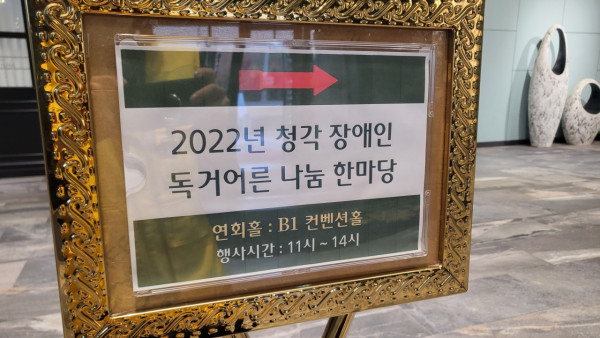 2022년 청각 장애인
독거어른 나눔 한마당
연회홀 : B1 컨벤션홀
행사시간 : 11시 ~ 14시